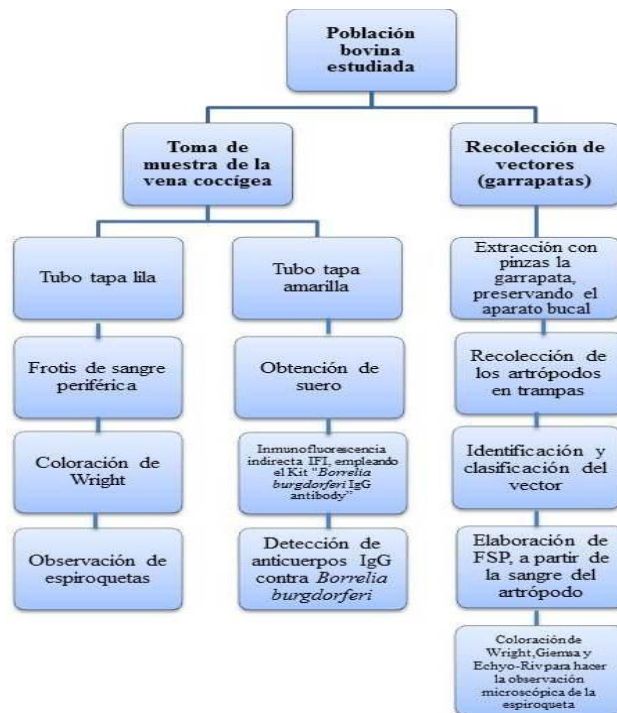 Población
bovina
estudiada
Toma de
muestra de la
vena coccígea
Recolección de
vectores
(garrapatas)
Tubo tapa lila
Tubo tapa
amarilla
Extracción con
pinzas la
garrapata,
preservando el
aparato bucal
Frotis de sangre
periférica
Obtención de
suero
Recolección de
los artrópodos
en trampas
Coloración de
Wright
Inmunofluorescencia
indirecta IFI, empleando
el Kit "Borrelia
burgdorferi IgG
antibody"
Identificación y
clasificación del
vector
Observación de
espiroquetas
Detección de
anticuerpos IgG
contra Borrelia
burgdorferi
Elaboración de
FSP, a partir de
la sangre del
artrópodo
Coloración de
Wright, Giemsa y
Echyo-Riv para hacer
la observación
microscópica de la
espiroqueta